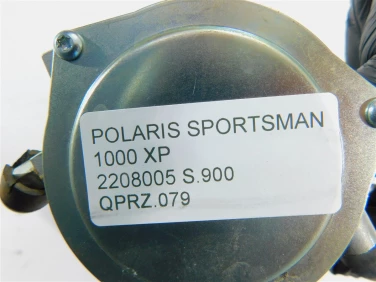 POLARIS SPORTSMAN
1000 XP
2208005 S.900
QPRZ.079